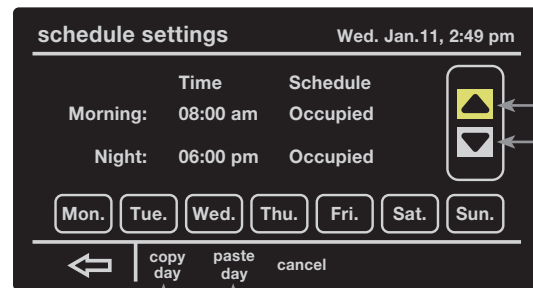 schedule settings Wed. Jan.11, 2:49 pm
Time Schedule
Morning: 08:00 am Occupied
Night: 06:00 pm Occupied
Mon. Tue. Wed. Thu. Fri. Sat. Sun.
copy day paste day cancel